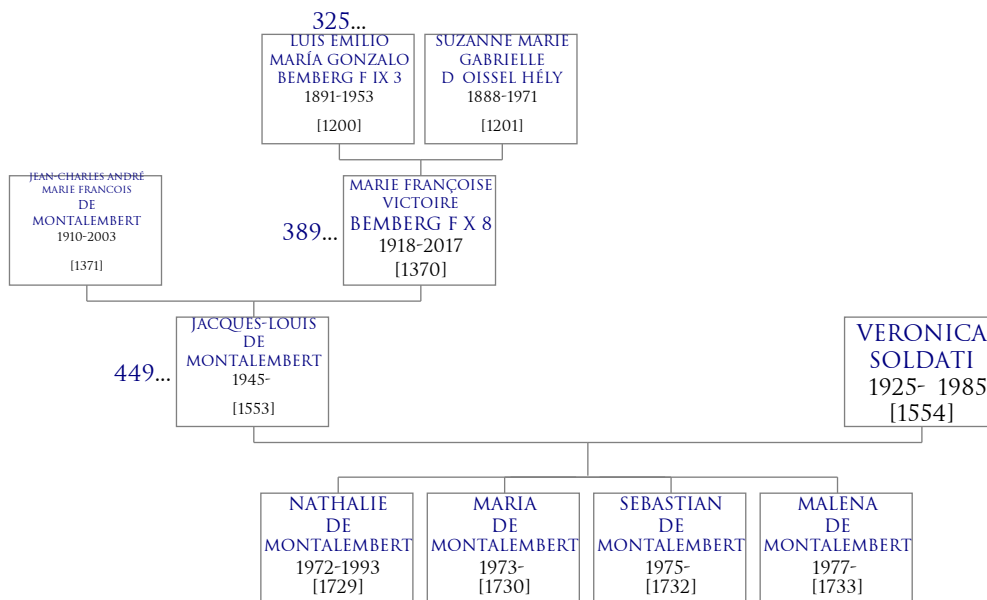 325...
LUIS EMILIO
MARÍA GONZALO
BEMBERG F IX 3
1891-1953
[1200]
SUZANNE MARIE
GABRIELLE
D OISSEL HÉLY
1888-1971
[1201]
JEAN-CHARLES ANDRÉ
MARIE FRANCOIS
DE
MONTALEMBERT
1910-2003
[1371]
389...
MARIE FRANÇOISE
VICTOIRE
BEMBERG F X 8
1918-2017
[1370]
449...
JACQUES-LOUIS
DE
MONTALEMBERT
1945-
[1553]
VERONICA
SOLDATI
1925- 1985
[1554]
NATHALIE
DE
MONTALEMBERT
1972-1993
[1729]
MARIA
DE
MONTALEMBERT
1973-
[1730]
SEBASTIAN
DE
MONTALEMBERT
1975-
[1732]
MALENA
DE
MONTALEMBERT
1977-
[1733]